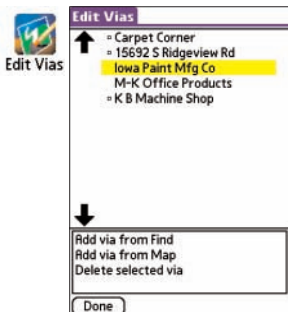 Edit Vias
Edit Vias
Carpet Corner
15692 S Ridgeview Rd
Iowa Paint Mfg Co
M-K Office Products
K B Machine Shop
Add via from Find
Add via from Map
Delete selected via
Done